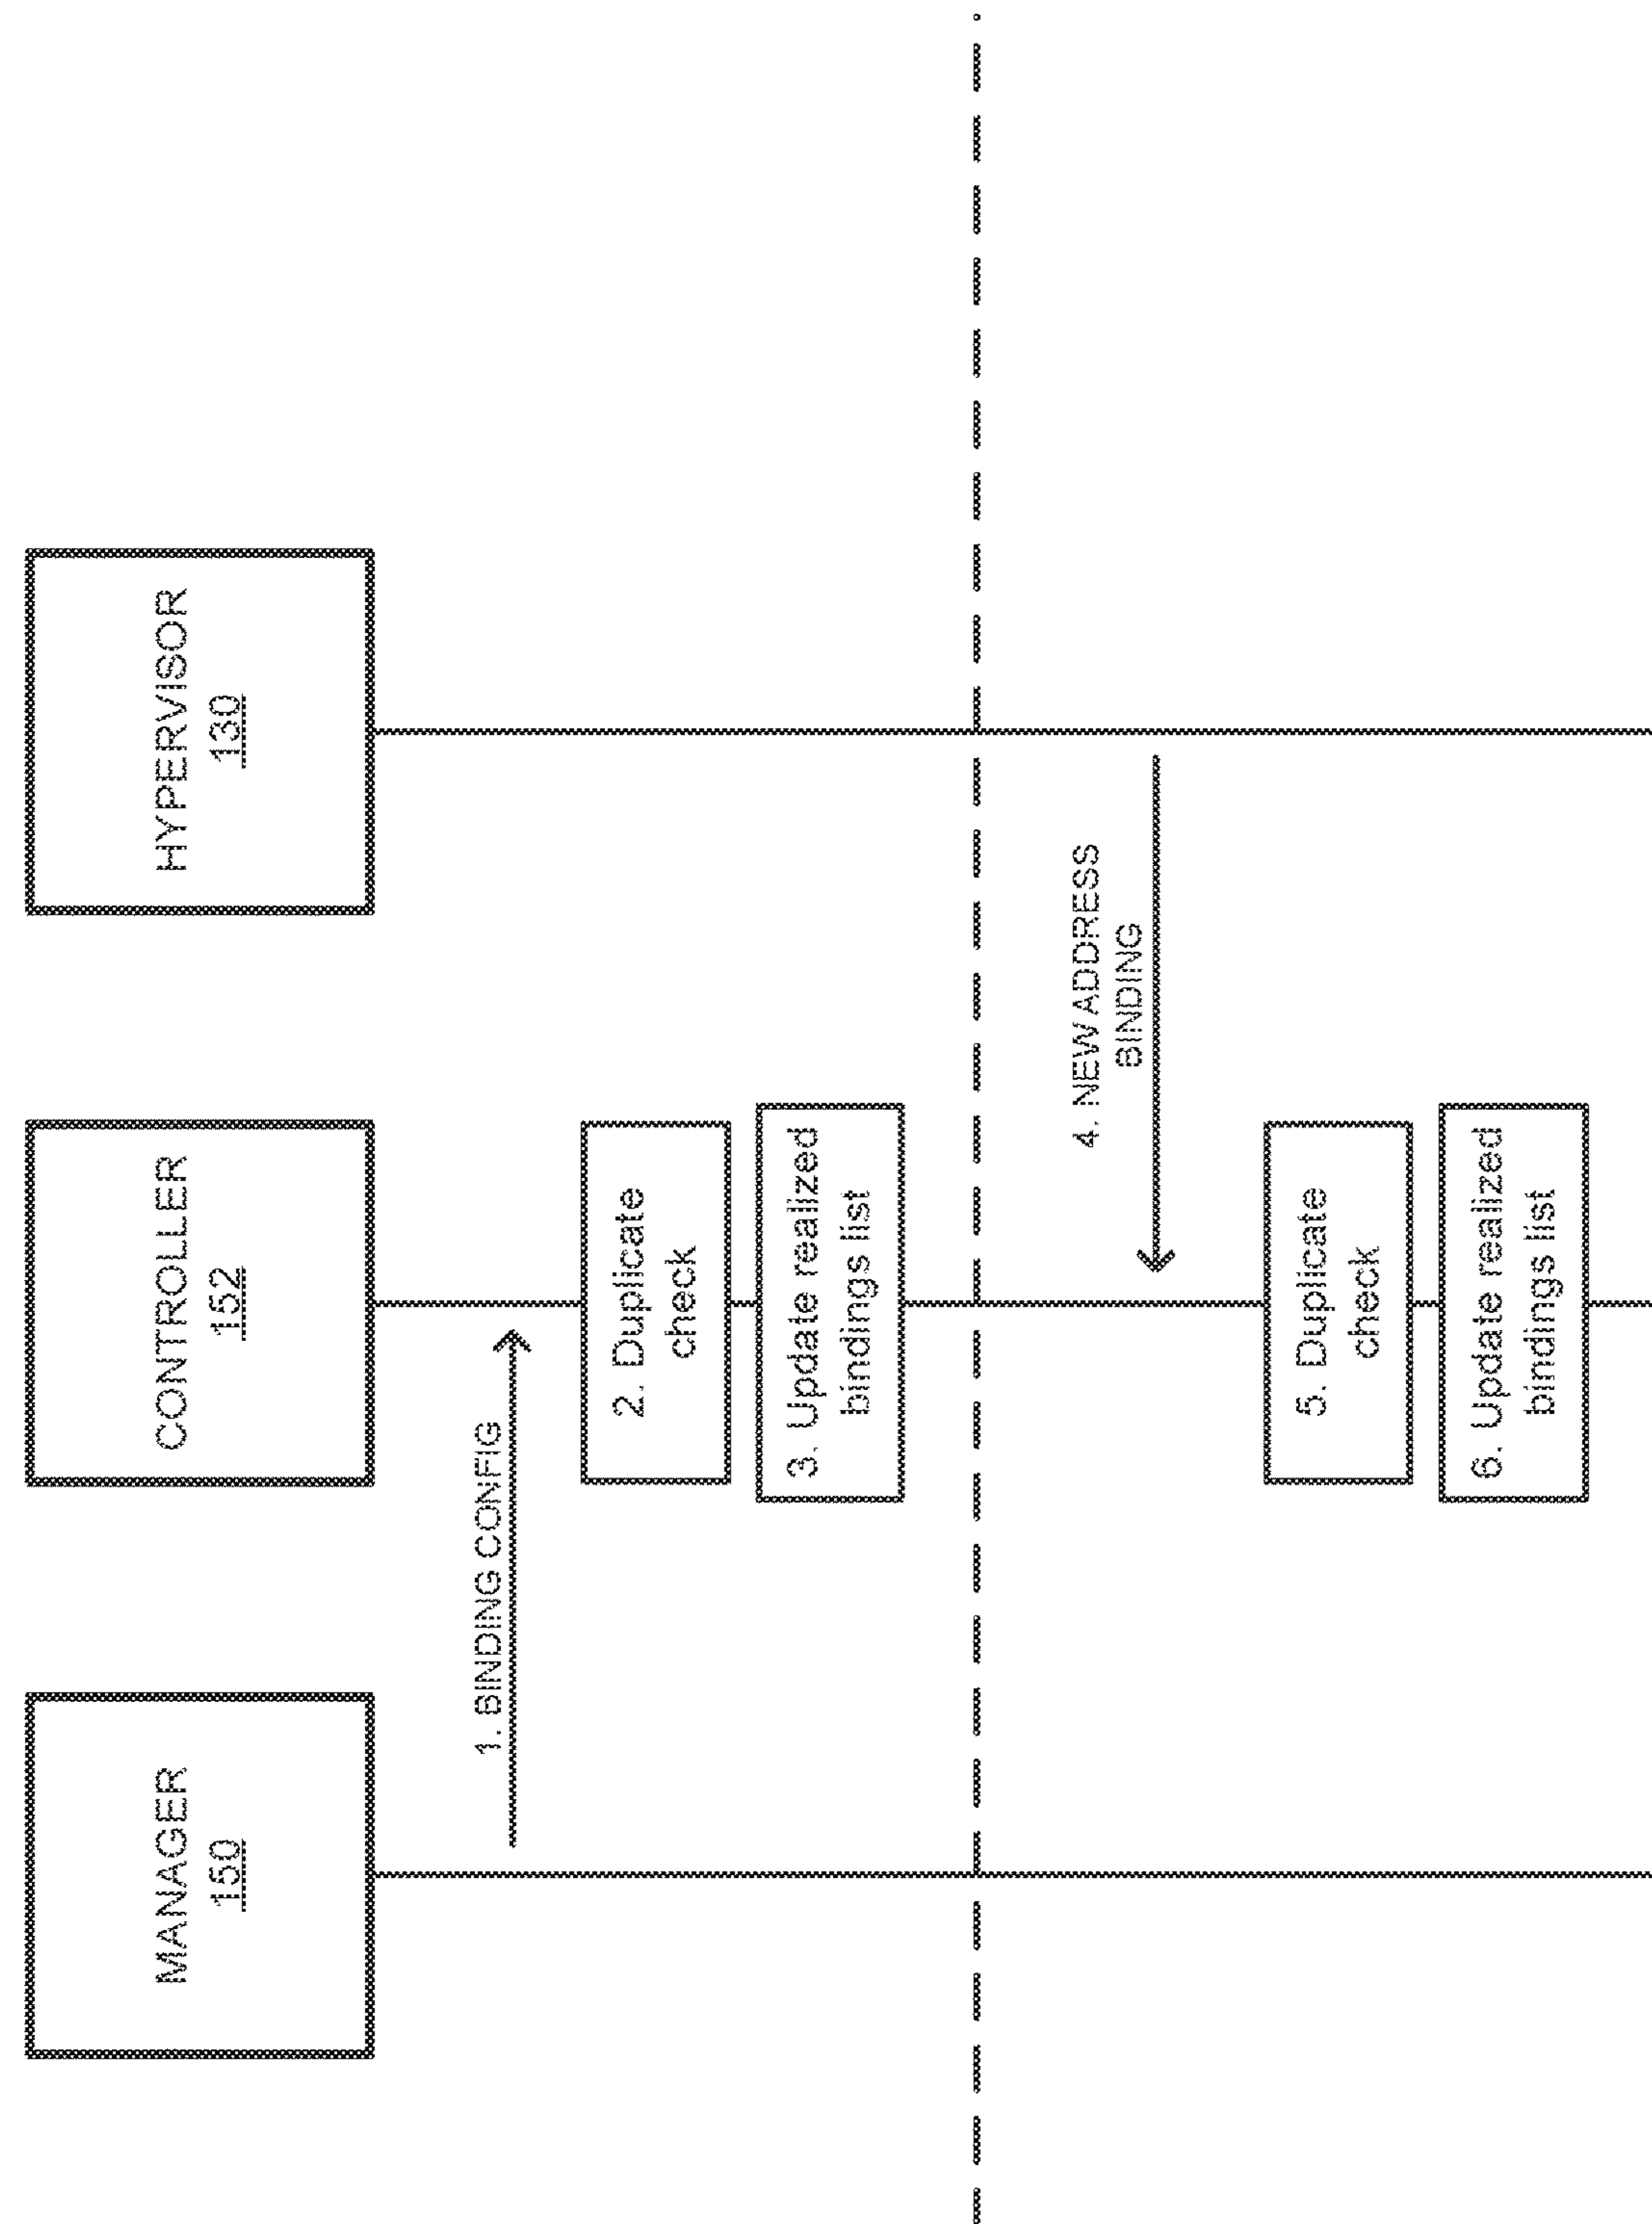 MANAGER
150
CONTROLLER
152
HYPERVISOR
130
1. BINDING CONFIG
2. Duplicate
check
3. Update realized
bindings list
4. NEW ADDRESS
BINDING
5. Duplicate
check
6. Update realized
bindings list